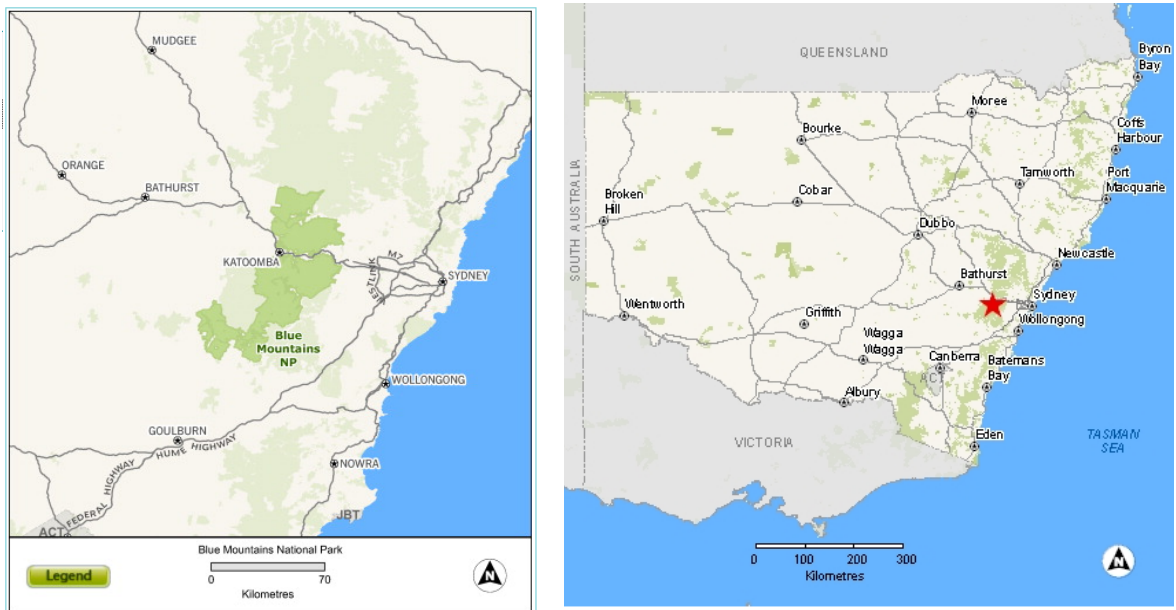 MUDGEE
ORANGE
BATHURST
KATOOMBA
M7
WESTLINK
SYDNEY
Blue
Mountains
NP
WOLLONGONG
GOULBURN
HUME HIGHWAY
FEDERAL HIGHWAY
NOWRA
ACT
JBT
Blue Mountains National Park
0 70
Kilometres
Legend
N
QUEENSLAND
Byron
Bay
Moree
Bourke
Coffs
Harbour
Tamworth
Port
Macquarie
SOUTH AUSTRALIA
Broken
Hill
Cobar
Dubbo
Newcastle
Bathurst
Sydney
Wentworth
Griffith
Wollongong
Wagga
Wagga
Canberra
ACT
Batemans
Bay
Albury
VICTORIA
Eden
TASMAN
SEA
0 100 200 300
Kilometres
N